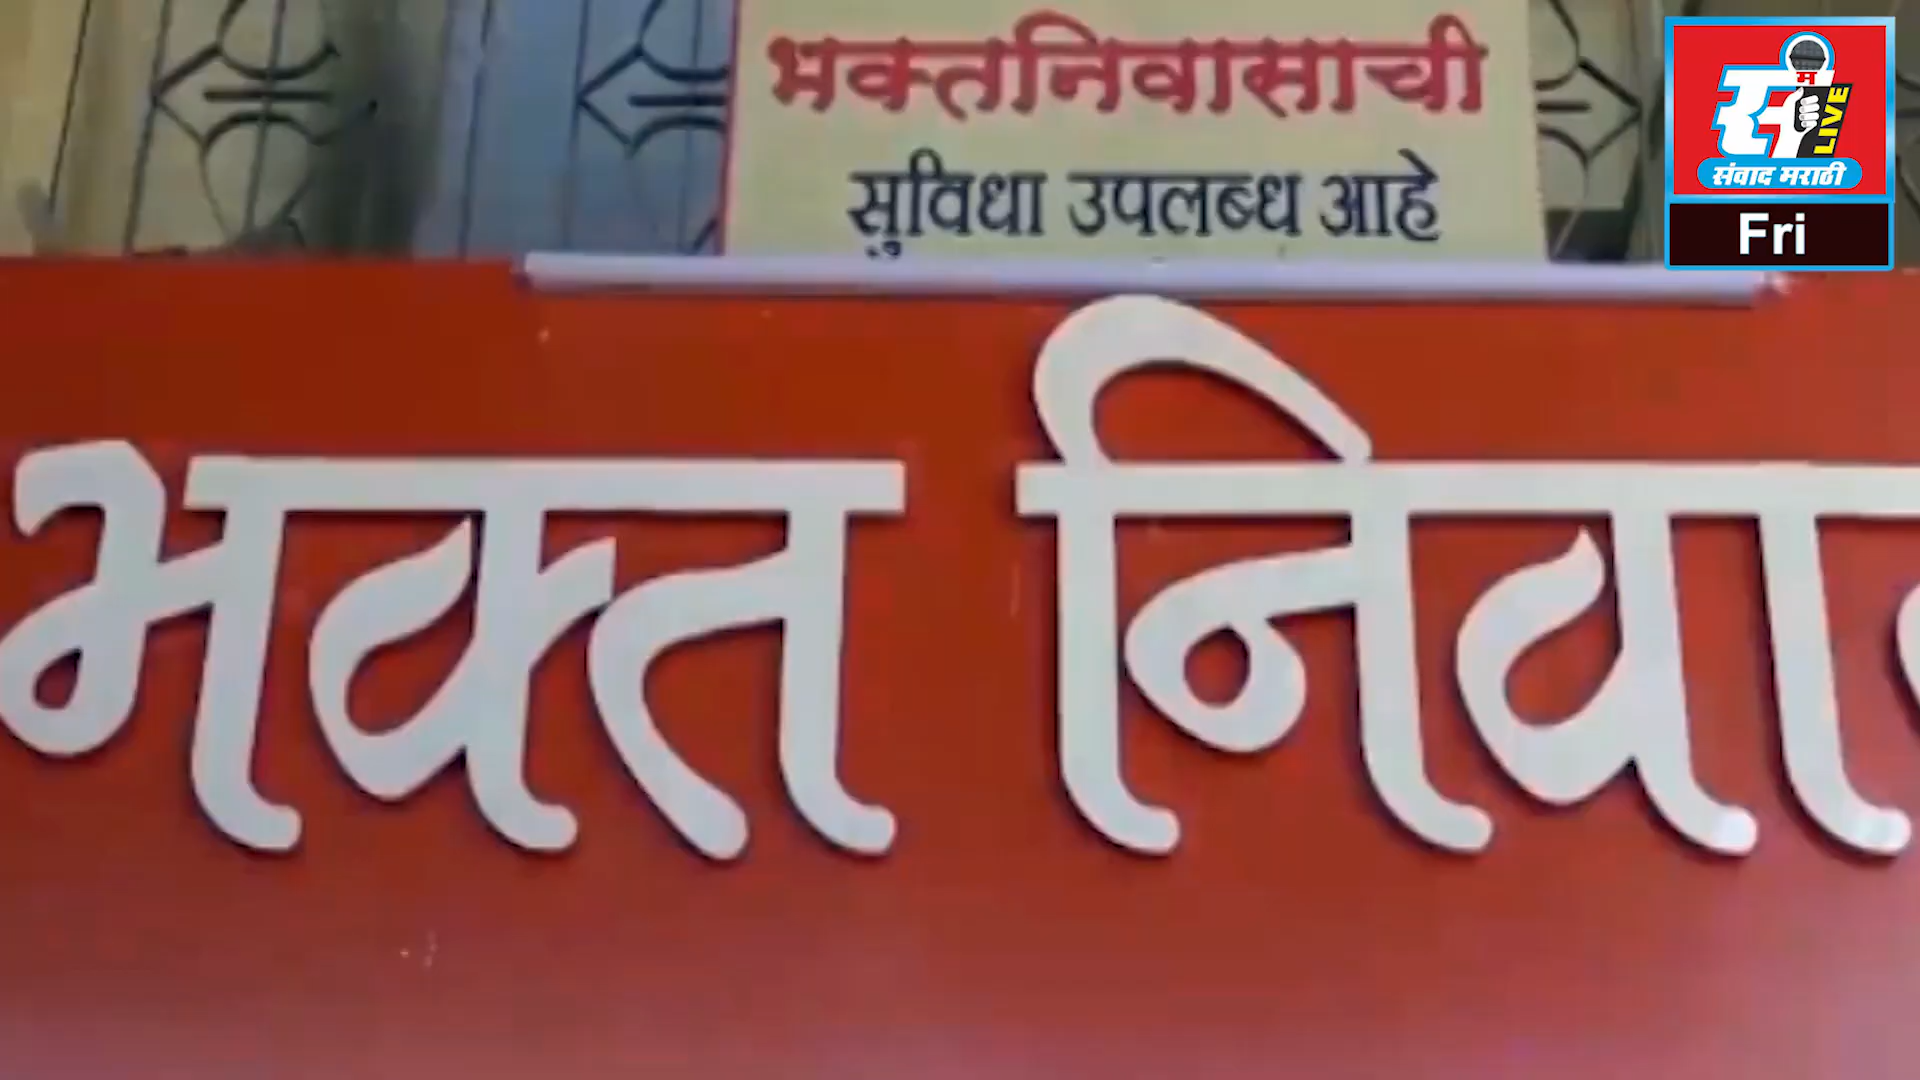 भक्तनिवासाची
सुविधा उपलब्ध आहे
भक्त निवा
स
म
LIVE
संवाद मराठी
Fri